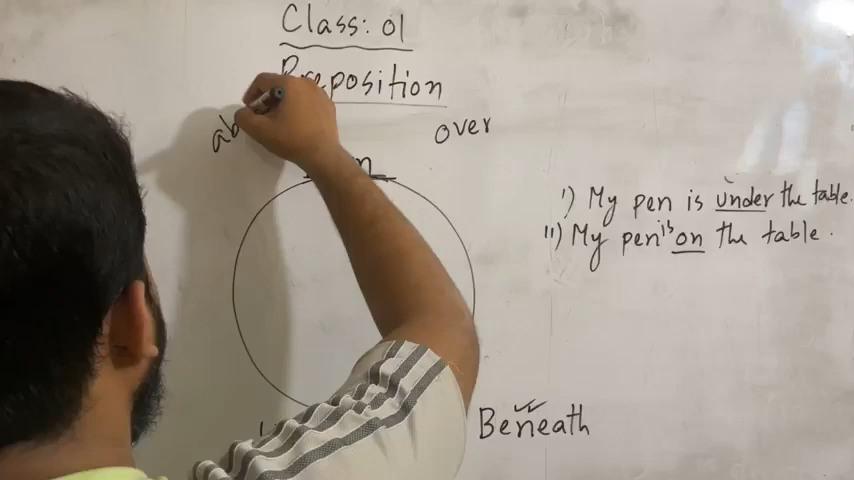 Class: 01
Preposition
over
i) My pen is under the table.
ii) My pen is on the table.
Beneath